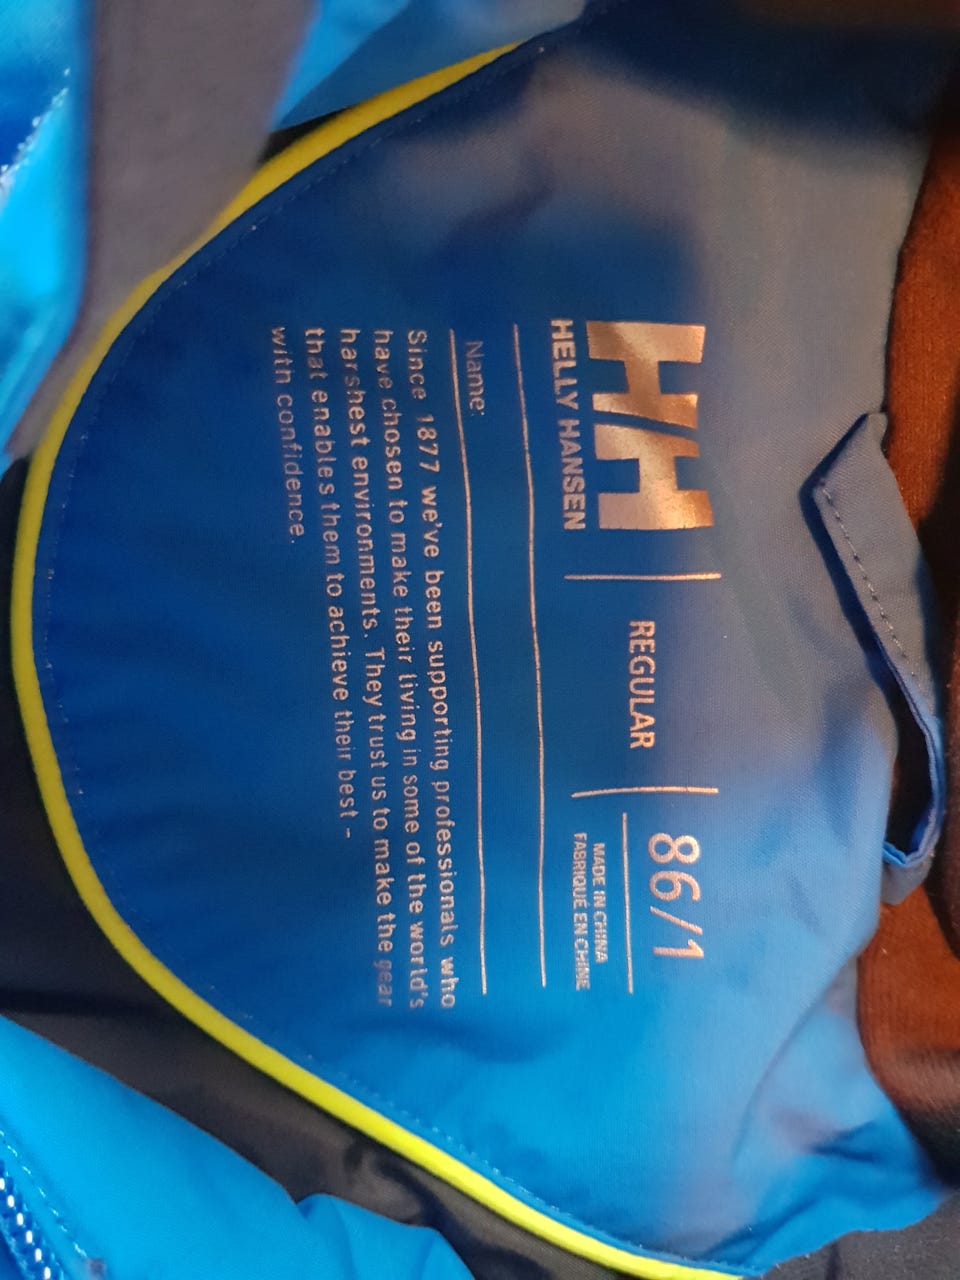 HH
HELLY HANSEN
REGULAR
86/1
MADE IN CHINA
FABRIQUÉ EN CHINE
Name:
Since 1877 we've been supporting professionals who
have chosen to make their living in some of the world's
harshest environments. They trust us to make the gear
that enables them to achieve their best –
with confidence.